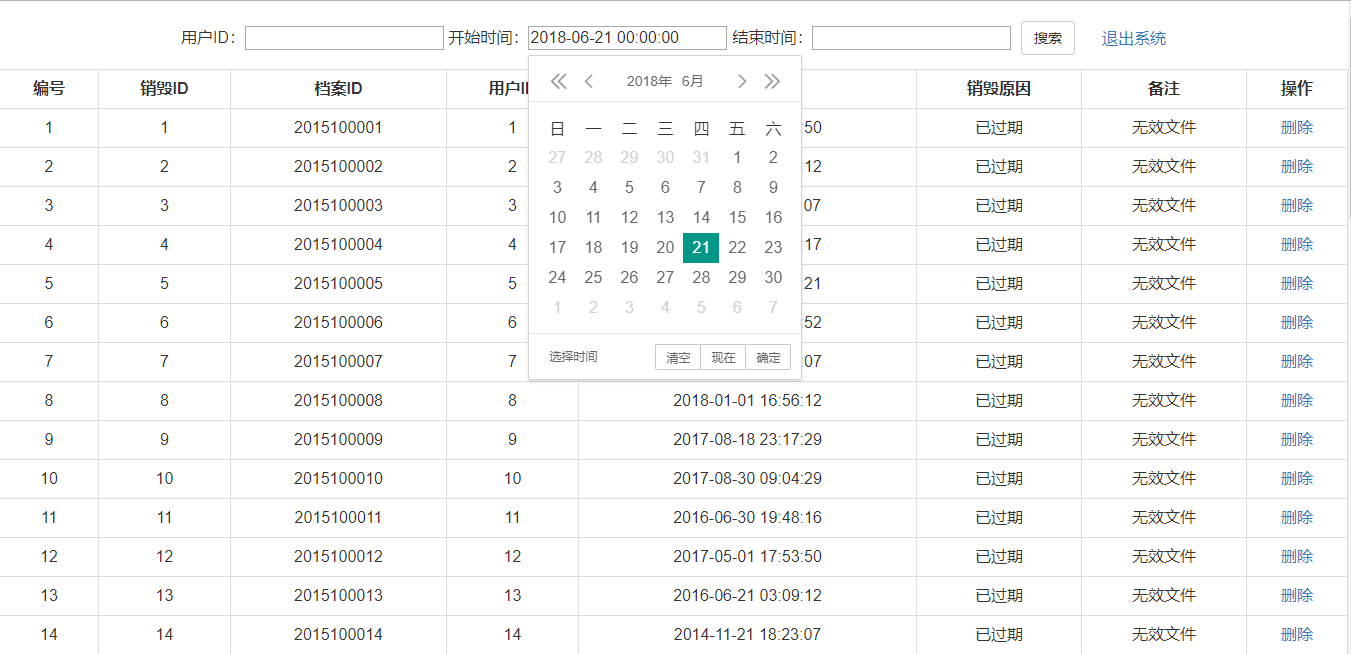 用户ID： 开始时间：2018-06-21 00:00:00 结束时间： 搜索 退出系统
编号 销毁ID 档案ID 用户 销毁原因 备注 操作
2018年 6月
1 1 2015100001 1 :50 已过期 无效文件 删除
日 一 二 三 四 五 六
27 28 29 30 31 1 2
2 2 2015100002 2 :12 已过期 无效文件 删除
3 4 5 6 7 8 9
3 3 2015100003 3 :07 已过期 无效文件 删除
10 11 12 13 14 15 16
4 4 2015100004 4 :17 已过期 无效文件 删除
17 18 19 20 21 22 23
5 5 2015100005 5 :21 已过期 无效文件 删除
24 25 26 27 28 29 30
6 6 2015100006 6 :52 已过期 无效文件 删除
1 2 3 4 5 6 7
7 7 2015100007 7 :07 已过期 无效文件 删除
选择时间 清空 现在 确定
8 8 2015100008 8 2018-01-01 16:56:12 已过期 无效文件 删除
9 9 2015100009 9 2017-08-18 23:17:29 已过期 无效文件 删除
10 10 2015100010 10 2017-08-30 09:04:29 已过期 无效文件 删除
11 11 2015100011 11 2016-06-30 19:48:16 已过期 无效文件 删除
12 12 2015100012 12 2017-05-01 17:53:50 已过期 无效文件 删除
13 13 2015100013 13 2016-06-21 03:09:12 已过期 无效文件 删除
14 14 2015100014 14 2014-11-21 18:23:07 已过期 无效文件 删除